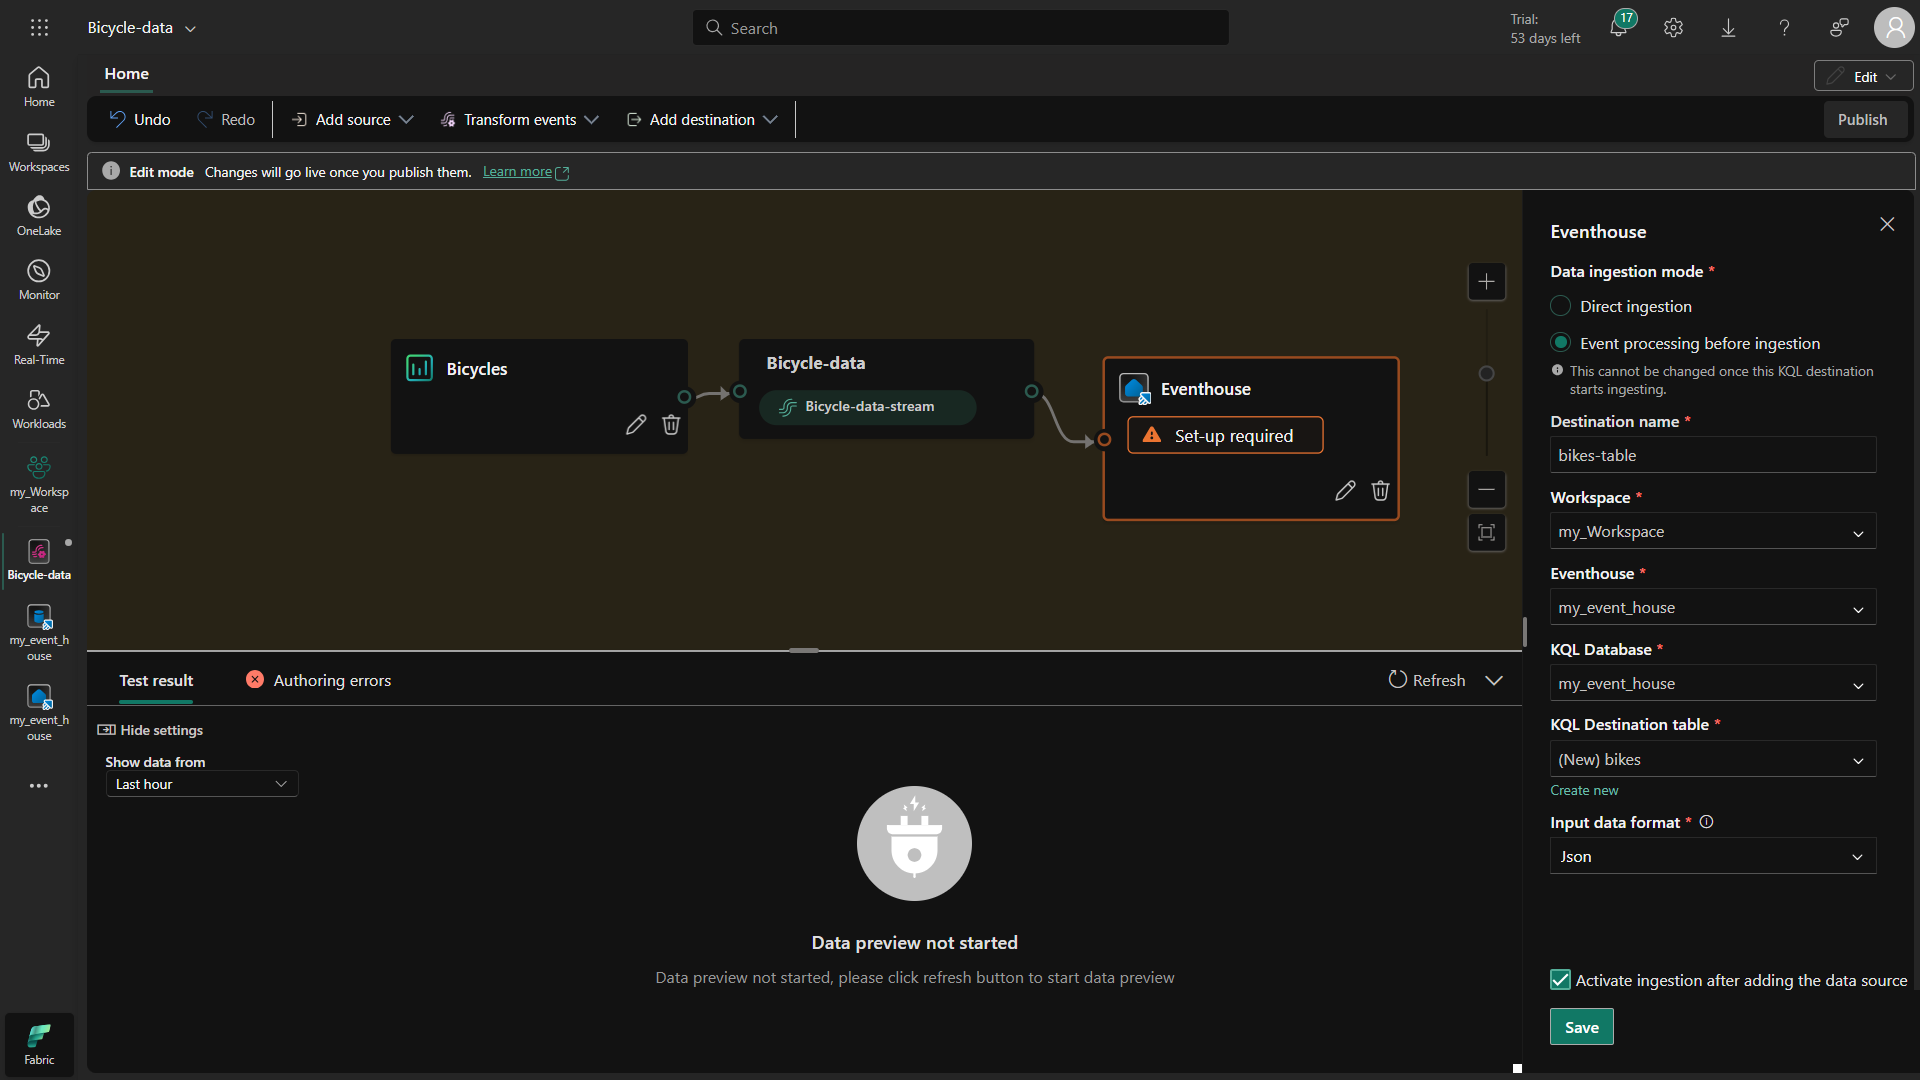 Bicycle-data
Search
Trial:
53 days left
17
Home
Edit
Undo
Redo
Add source
Transform events
Add destination
Publish
Edit mode Changes will go live once you publish them. Learn more
Home
Workspaces
OneLake
Monitor
Real-Time
Workloads
my_Worksp
ace
Bicycle-data
my_event_h
ouse
my_event_h
ouse
Fabric
Bicycles
Bicycle-data
Bicycle-data-stream
Eventhouse
Set-up required
Test result
Authoring errors
Refresh
Hide settings
Show data from
Last hour
Data preview not started
Data preview not started, please click refresh button to start data preview
Eventhouse
Data ingestion mode *
Direct ingestion
Event processing before ingestion
This cannot be changed once this KQL destination
starts ingesting.
Destination name *
bikes-table
Workspace *
my_Workspace
Eventhouse *
my_event_house
KQL Database *
my_event_house
KQL Destination table *
(New) bikes
Create new
Input data format *
Json
Activate ingestion after adding the data source
Save